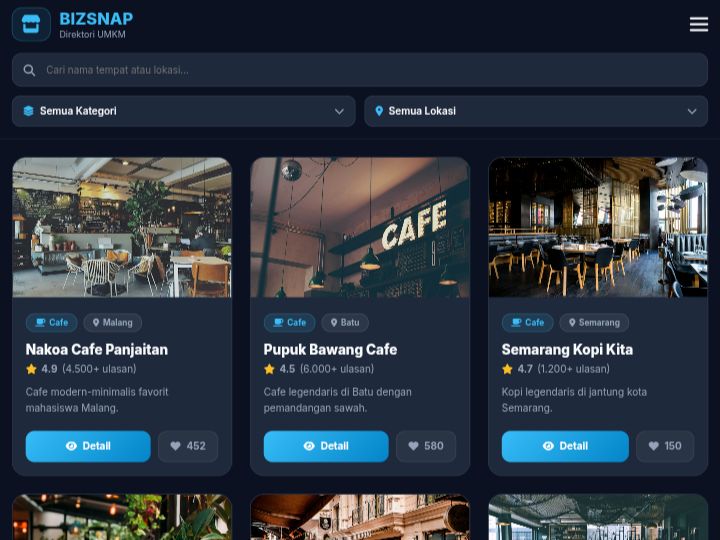 BIZSNAP
Direktori UMKM
Cari nama tempat atau lokasi...
Semua Kategori
Semua Lokasi
CAFE
Cafe
Malang
Nakoa Cafe Panjaitan
4.9 (4.500+ ulasan)
Cafe modern-minimalis favorit
mahasiswa Malang.
Detail
452
Cafe
Batu
Pupuk Bawang Cafe
4.5 (6.000+ ulasan)
Cafe legendaris di Batu dengan
pemandangan sawah.
Detail
580
Cafe
Semarang
Semarang Kopi Kita
4.7 (1.200+ ulasan)
Kopi legendaris di jantung kota
Semarang.
Detail
150